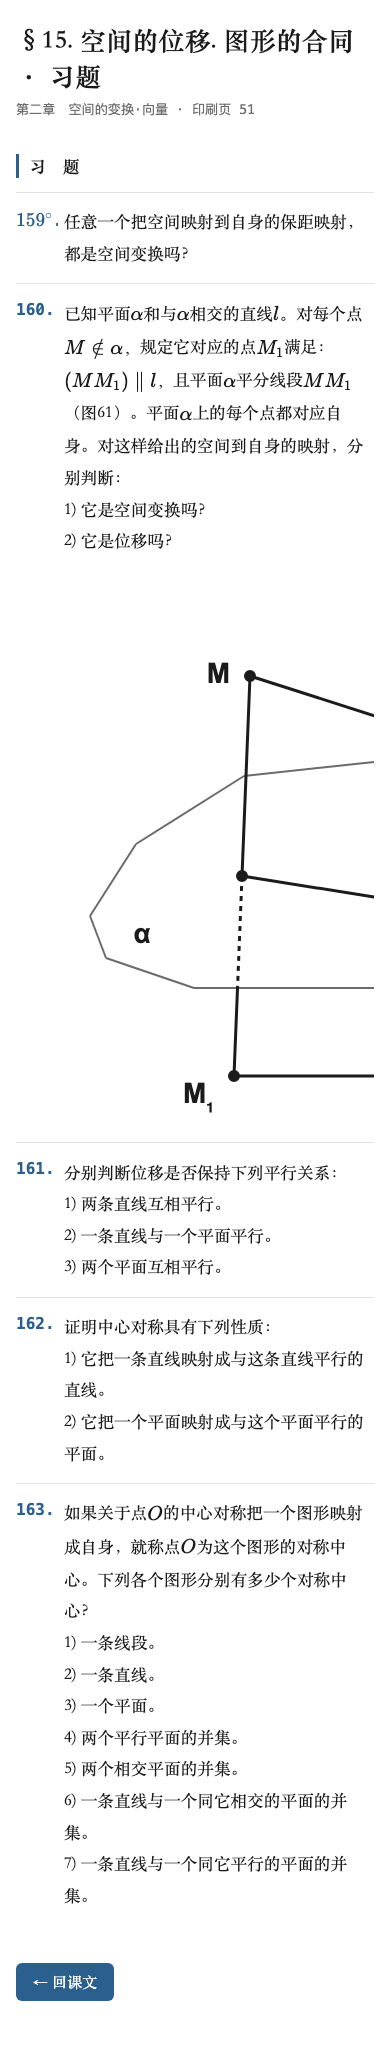 § 15. 空间的位移. 图形的合同
· 习题
第二章 空间的变换·向量 · 印刷页 51
习 题
159°. 任意一个把空间映射到自身的保距映射，
都是空间变换吗？
160. 已知平面α和与α相交的直线l。对每个点
M ∉ α，规定它对应的点M₁满足：
(MM₁) ∥ l，且平面α平分线段MM₁
（图61）。平面α上的每个点都对应自
身。对这样给出的空间到自身的映射，分
别判断：
1) 它是空间变换吗？
2) 它是位移吗？
M
α
M₁
161. 分别判断位移是否保持下列平行关系：
1) 两条直线互相平行。
2) 一条直线与一个平面平行。
3) 两个平面互相平行。
162. 证明中心对称具有下列性质：
1) 它把一条直线映射成与这条直线平行的
直线。
2) 它把一个平面映射成与这个平面平行的
平面。
163. 如果关于点O的中心对称把一个图形映射
成自身，就称点O为这个图形的对称中
心。下列各个图形分别有多少个对称中
心？
1) 一条线段。
2) 一条直线。
3) 一个平面。
4) 两个平行平面的并集。
5) 两个相交平面的并集。
6) 一条直线与一个同它相交的平面的并
集。
7) 一条直线与一个同它平行的平面的并
集。
← 回课文